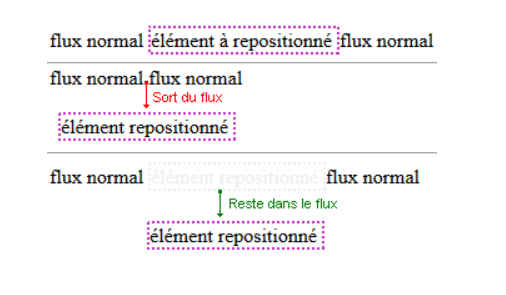 flux normal élément à repositionné flux normal
flux normal flux normal
Sort du flux
élément repositionné
flux normal élément repositionné flux normal
Reste dans le flux
élément repositionné